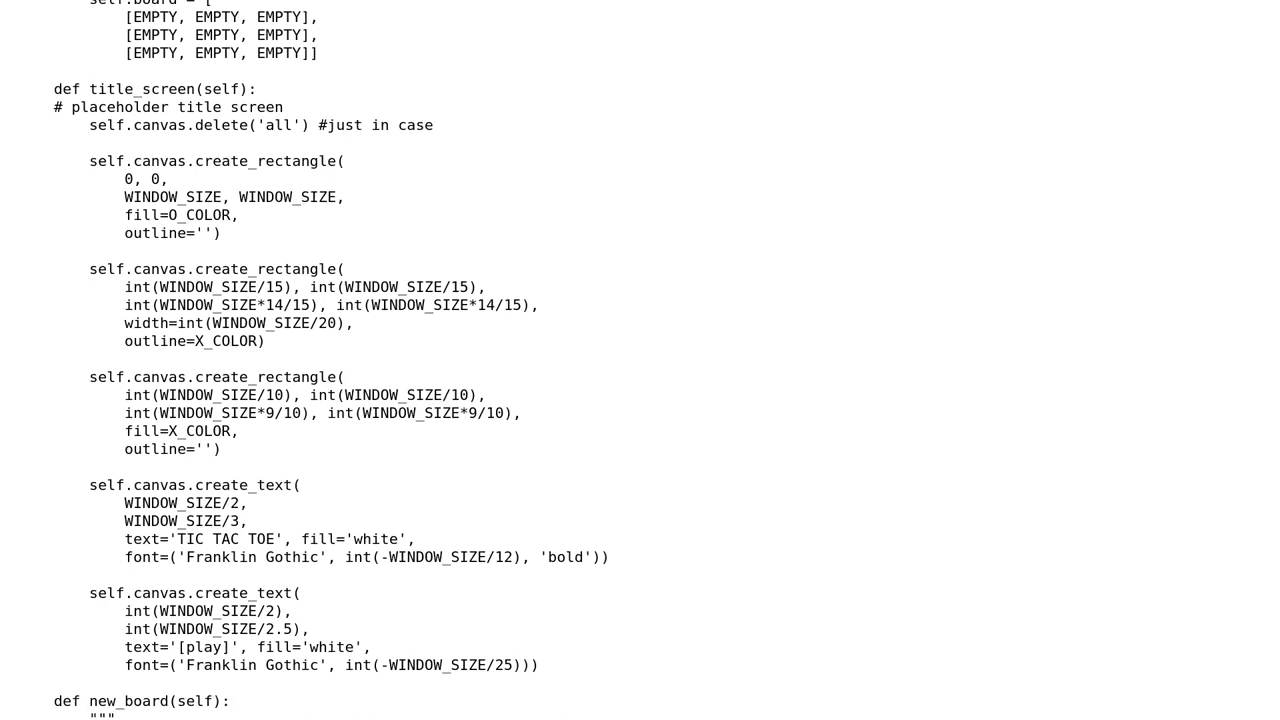 self.board = [
            [EMPTY, EMPTY, EMPTY],
            [EMPTY, EMPTY, EMPTY],
            [EMPTY, EMPTY, EMPTY]]

    def title_screen(self):
    # placeholder title screen
        self.canvas.delete('all') #just in case

        self.canvas.create_rectangle(
            0, 0,
            WINDOW_SIZE, WINDOW_SIZE,
            fill=O_COLOR,
            outline='')

        self.canvas.create_rectangle(
            int(WINDOW_SIZE/15), int(WINDOW_SIZE/15),
            int(WINDOW_SIZE*14/15), int(WINDOW_SIZE*14/15),
            width=int(WINDOW_SIZE/20),
            outline=X_COLOR)

        self.canvas.create_rectangle(
            int(WINDOW_SIZE/10), int(WINDOW_SIZE/10),
            int(WINDOW_SIZE*9/10), int(WINDOW_SIZE*9/10),
            fill=X_COLOR,
            outline='')

        self.canvas.create_text(
            WINDOW_SIZE/2,
            WINDOW_SIZE/3,
            text='TIC TAC TOE', fill='white',
            font=('Franklin Gothic', int(-WINDOW_SIZE/12), 'bold'))

        self.canvas.create_text(
            int(WINDOW_SIZE/2),
            int(WINDOW_SIZE/2.5),
            text='[play]', fill='white',
            font=('Franklin Gothic', int(-WINDOW_SIZE/25)))

    def new_board(self):
        """